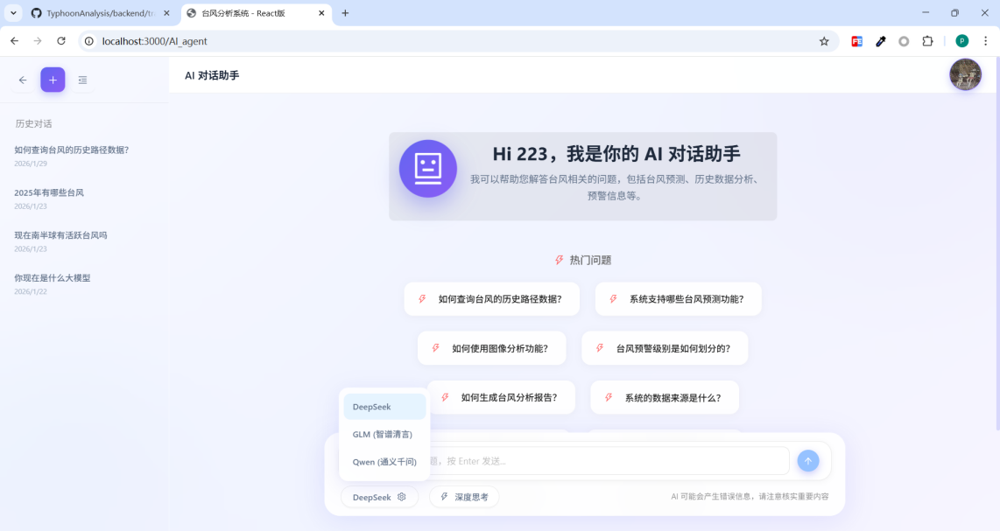 TyphoonAnalysis/backend/tr
台风分析系统 - React版
localhost:3000/AI_agent
FE
P
AI 对话助手
历史对话
如何查询台风的历史路径数据?
2026/1/29
2025年有哪些台风
2026/1/23
现在南半球有活跃台风吗
2026/1/23
你现在是什么大模型
2026/1/22
Hi 223，我是你的 AI 对话助手
我可以帮助您解答台风相关的问题，包括台风预测、历史数据分析、
预警信息等。
热门问题
如何查询台风的历史路径数据?
系统支持哪些台风预测功能?
如何使用图像分析功能?
台风预警级别是如何划分的?
如何生成台风分析报告?
系统的数据来源是什么?
DeepSeek
GLM (智谱清言)
Qwen (通义千问)
题，按 Enter 发送...
DeepSeek
深度思考
AI 可能会产生错误信息，请注意核实重要内容